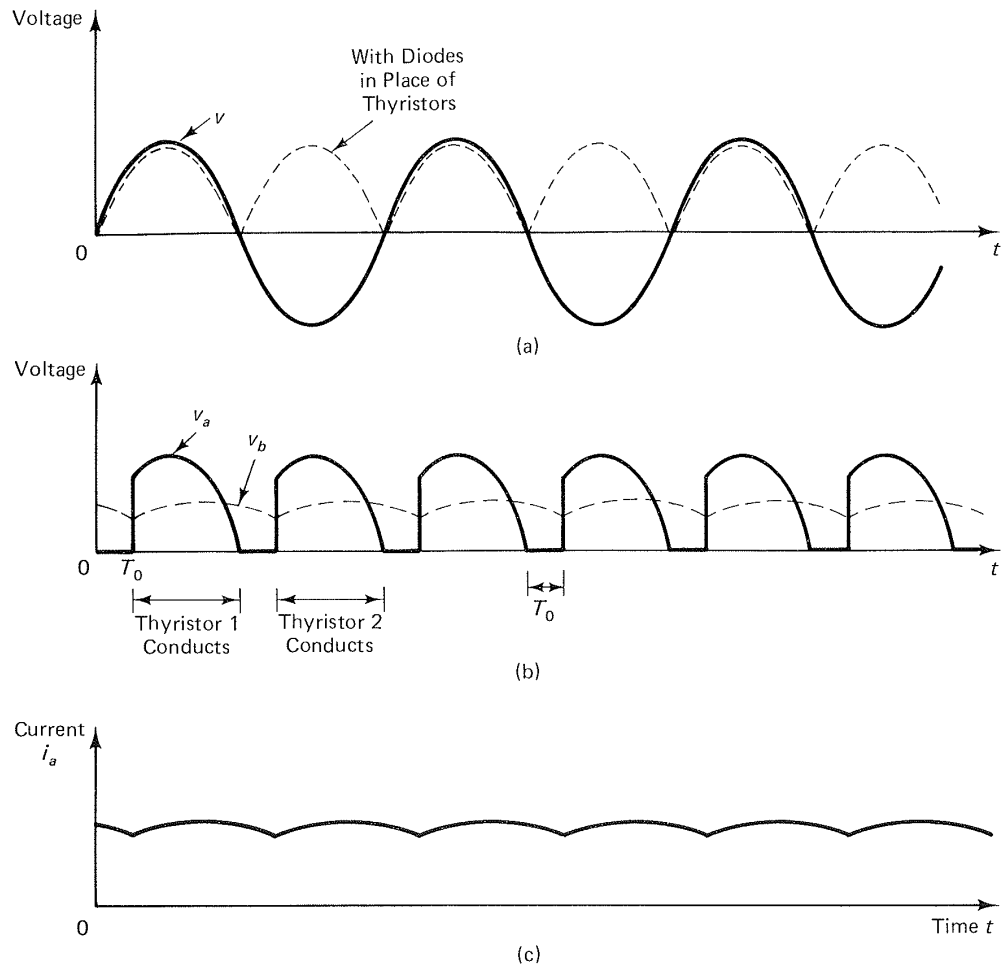 Voltage
With Diodes
in Place of
Thyristors
v
0
t
(a)
Voltage
v_a
v_b
0
T_0
t
T_0
Thyristor 1
Conducts
Thyristor 2
Conducts
(b)
Current
i_a
0
Time t
(c)